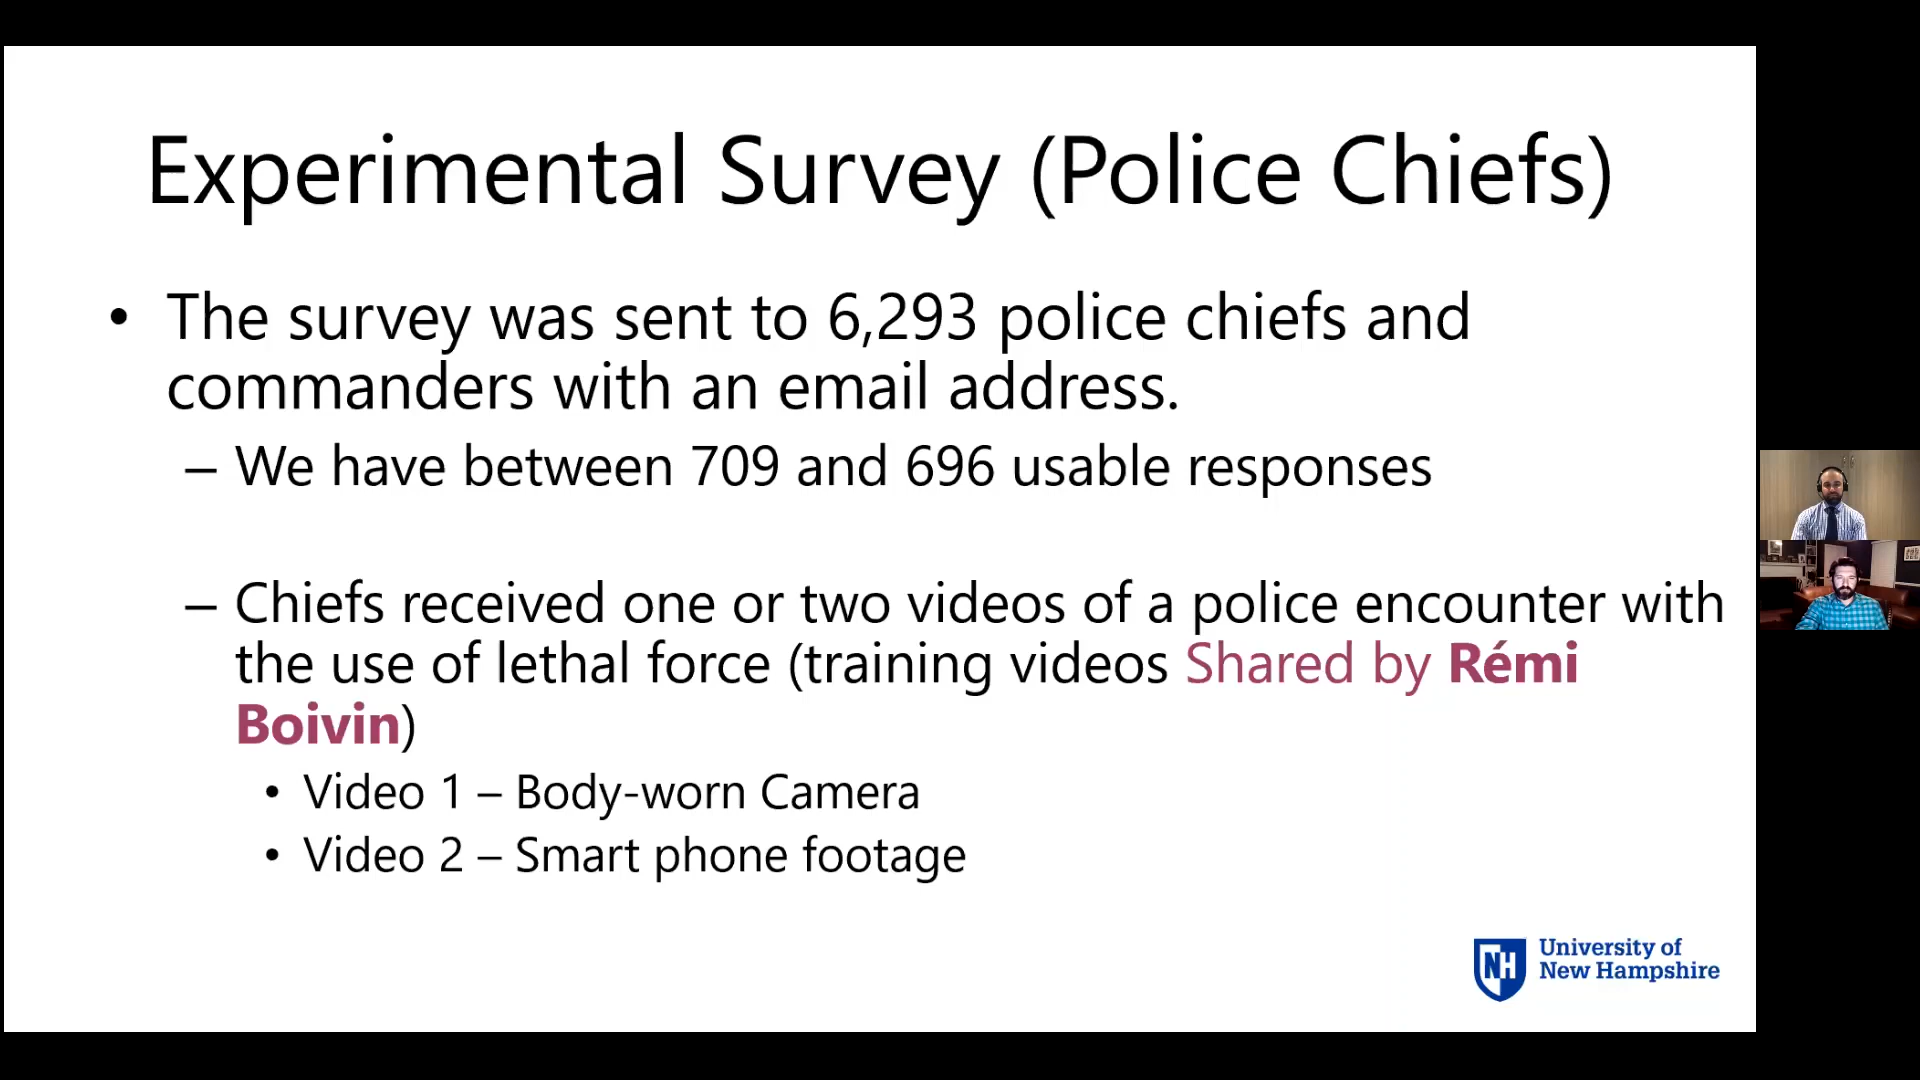 Experimental Survey (Police Chiefs)
• The survey was sent to 6,293 police chiefs and
commanders with an email address.
– We have between 709 and 696 usable responses
– Chiefs received one or two videos of a police encounter with
the use of lethal force (training videos Shared by Rémi
Boivin)
• Video 1 – Body-worn Camera
• Video 2 – Smart phone footage
NH
University of
New Hampshire